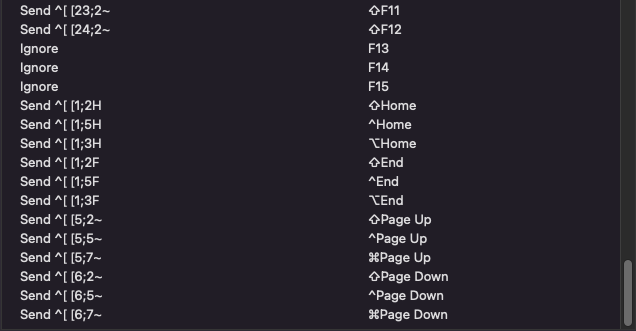 Send ^[ [23;2~ ⇧F11
Send ^[ [24;2~ ⇧F12
Ignore F13
Ignore F14
Ignore F15
Send ^[ [1;2H ⇧Home
Send ^[ [1;5H ^Home
Send ^[ [1;3H ⌥Home
Send ^[ [1;2F ⇧End
Send ^[ [1;5F ^End
Send ^[ [1;3F ⌥End
Send ^[ [5;2~ ⇧Page Up
Send ^[ [5;5~ ^Page Up
Send ^[ [5;7~ ⌘Page Up
Send ^[ [6;2~ ⇧Page Down
Send ^[ [6;5~ ^Page Down
Send ^[ [6;7~ ⌘Page Down